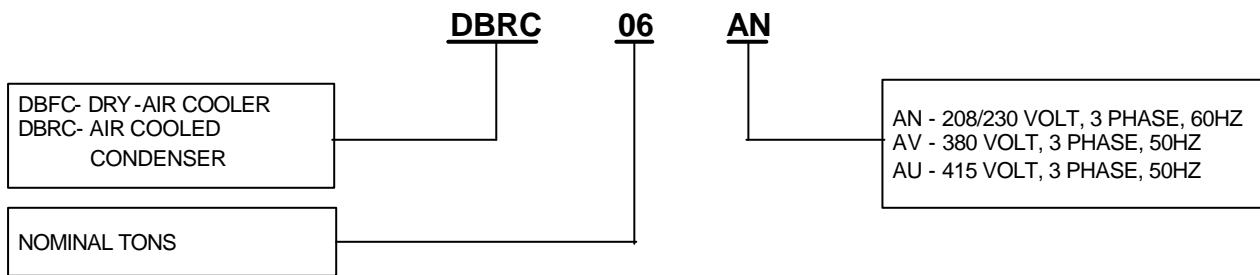 DBRC 06 AN
DBFC- DRY-AIR COOLER
DBRC- AIR COOLED
CONDENSER
NOMINAL TONS
AN - 208/230 VOLT, 3 PHASE, 60HZ
AV - 380 VOLT, 3 PHASE, 50HZ
AU - 415 VOLT, 3 PHASE, 50HZ